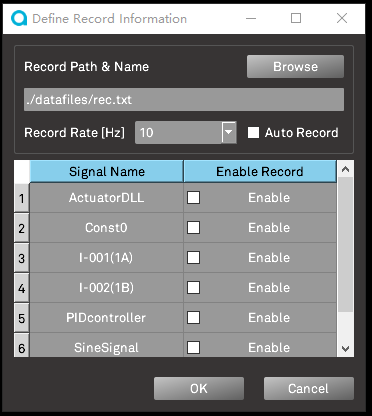 Define Record Information
Record Path & Name
Browse
./datafiles/rec.txt
Record Rate [Hz] 10 Auto Record
Signal Name Enable Record
1 ActuatorDLL Enable
2 Const0 Enable
3 I-001(1A) Enable
4 I-002(1B) Enable
5 PIDcontroller Enable
6 SineSignal Enable
OK Cancel